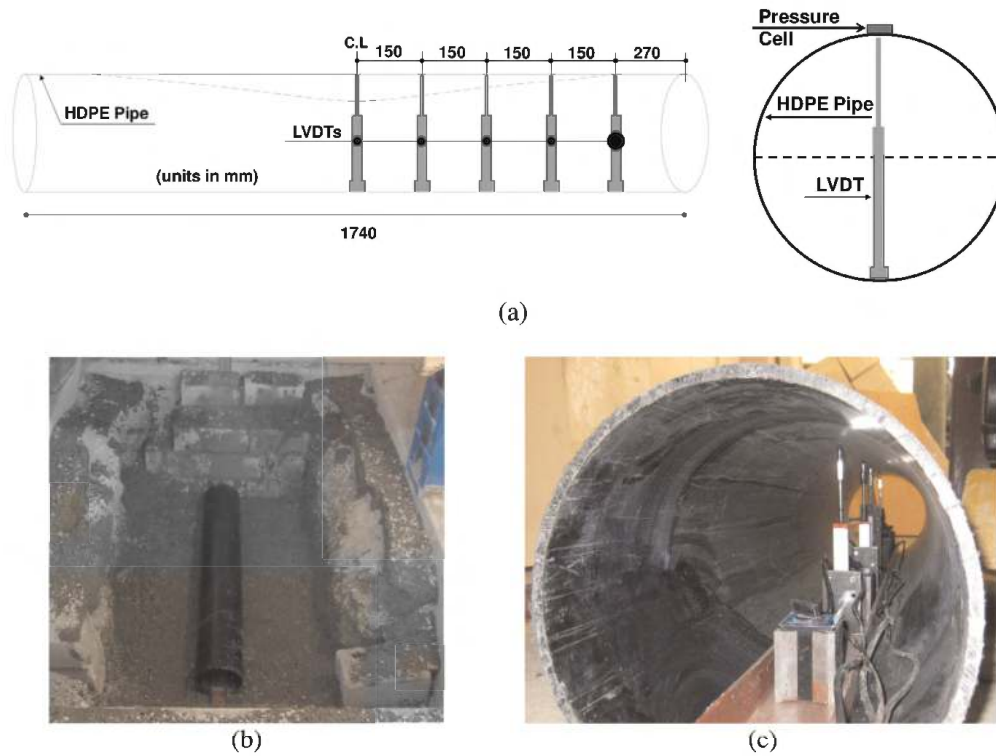 C.L
150 150 150 150 270
HDPE Pipe
LVDTs
(units in mm)
1740
Pressure
Cell
HDPE Pipe
LVDT
(a)
(b)
(c)